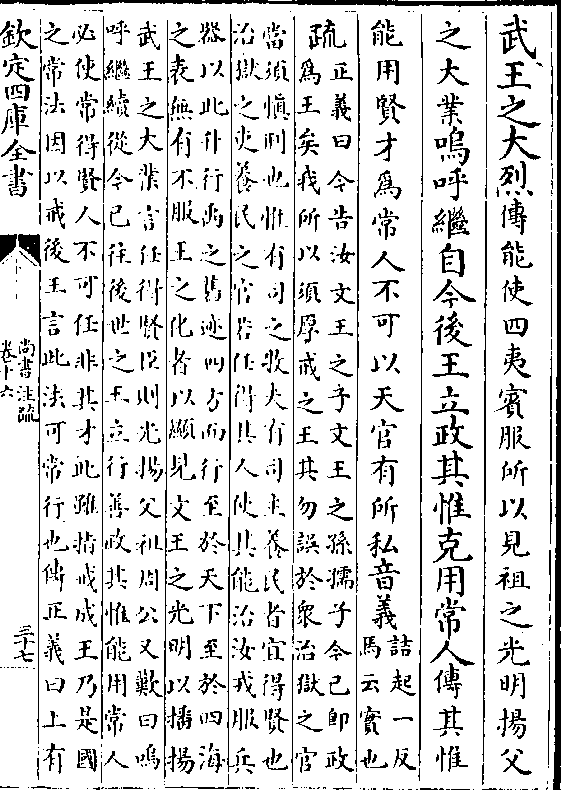 武王之大烈傳能使四夷賓服所以見祖之光明揚父
之大業嗚呼繼自今後王立政其惟克用常人傳其惟
能用賢才為常人不可以天官有所私音義
詰起一反
馬云實也
疏
正義曰今告汝文王之子文王之孫孺子今已即政
為王矣我所以須厚戒之王其勿誤於衆治獄之官
當須慎刑也惟有司之牧夫有司主養民者宜得賢也
治獄之吏養民之官若任得其人使其能治汝戎服兵
器以此升行禹之舊迹四方而行至於天下至於四海
之表無有不服王之化者以顯見文王之光明以播揚
武王之大業言任得賢臣則光揚父祖周公又歎曰嗚
呼繼續從今已往後世之王立行善政其惟能用常人
必使常得賢人不可任非其才此雖指戒成王乃是國
之常法因以戒後王言此法可常行也傳正義曰上有
欽定四庫全書
尚書注疏
卷十六
三十七